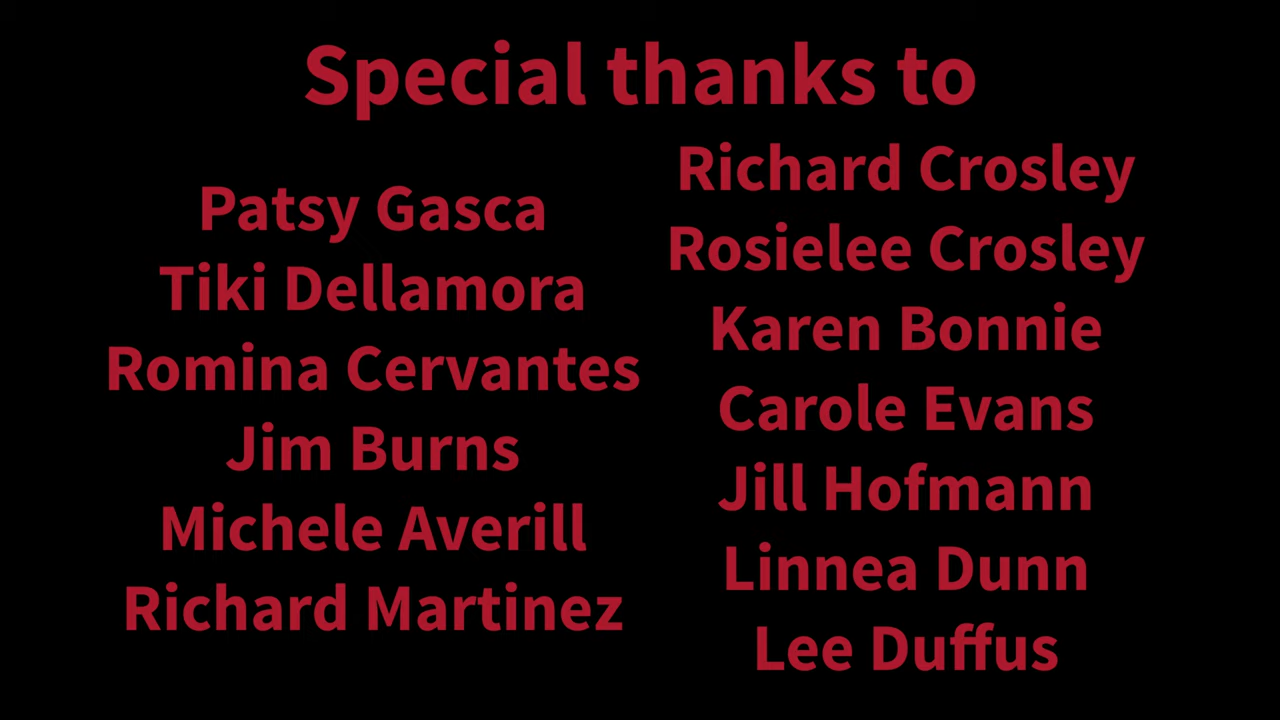 Special thanks to
Patsy Gasca
Tiki Dellamora
Romina Cervantes
Jim Burns
Michele Averill
Richard Martinez
Richard Crosley
Rosielee Crosley
Karen Bonnie
Carole Evans
Jill Hofmann
Linnea Dunn
Lee Duffus